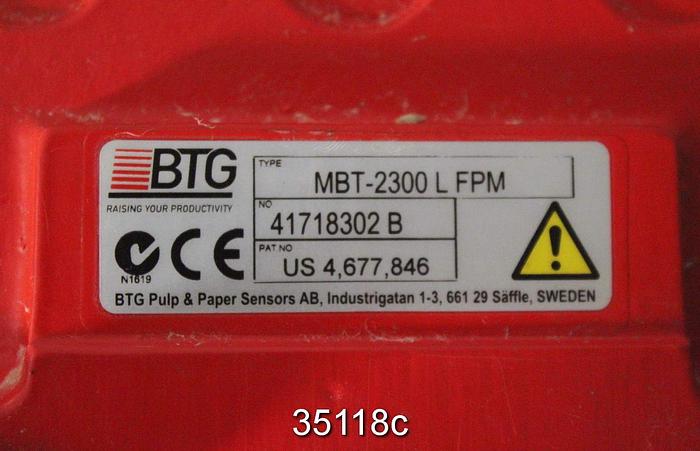 BTG
RAISING YOUR PRODUCTIVITY
TYPE
MBT-2300 L FPM
NO
41718302 B
PAT.NO
US 4,677,846
CE
N1619
BTG Pulp & Paper Sensors AB, Industrigatan 1-3, 661 29 Säffle, SWEDEN
35118c